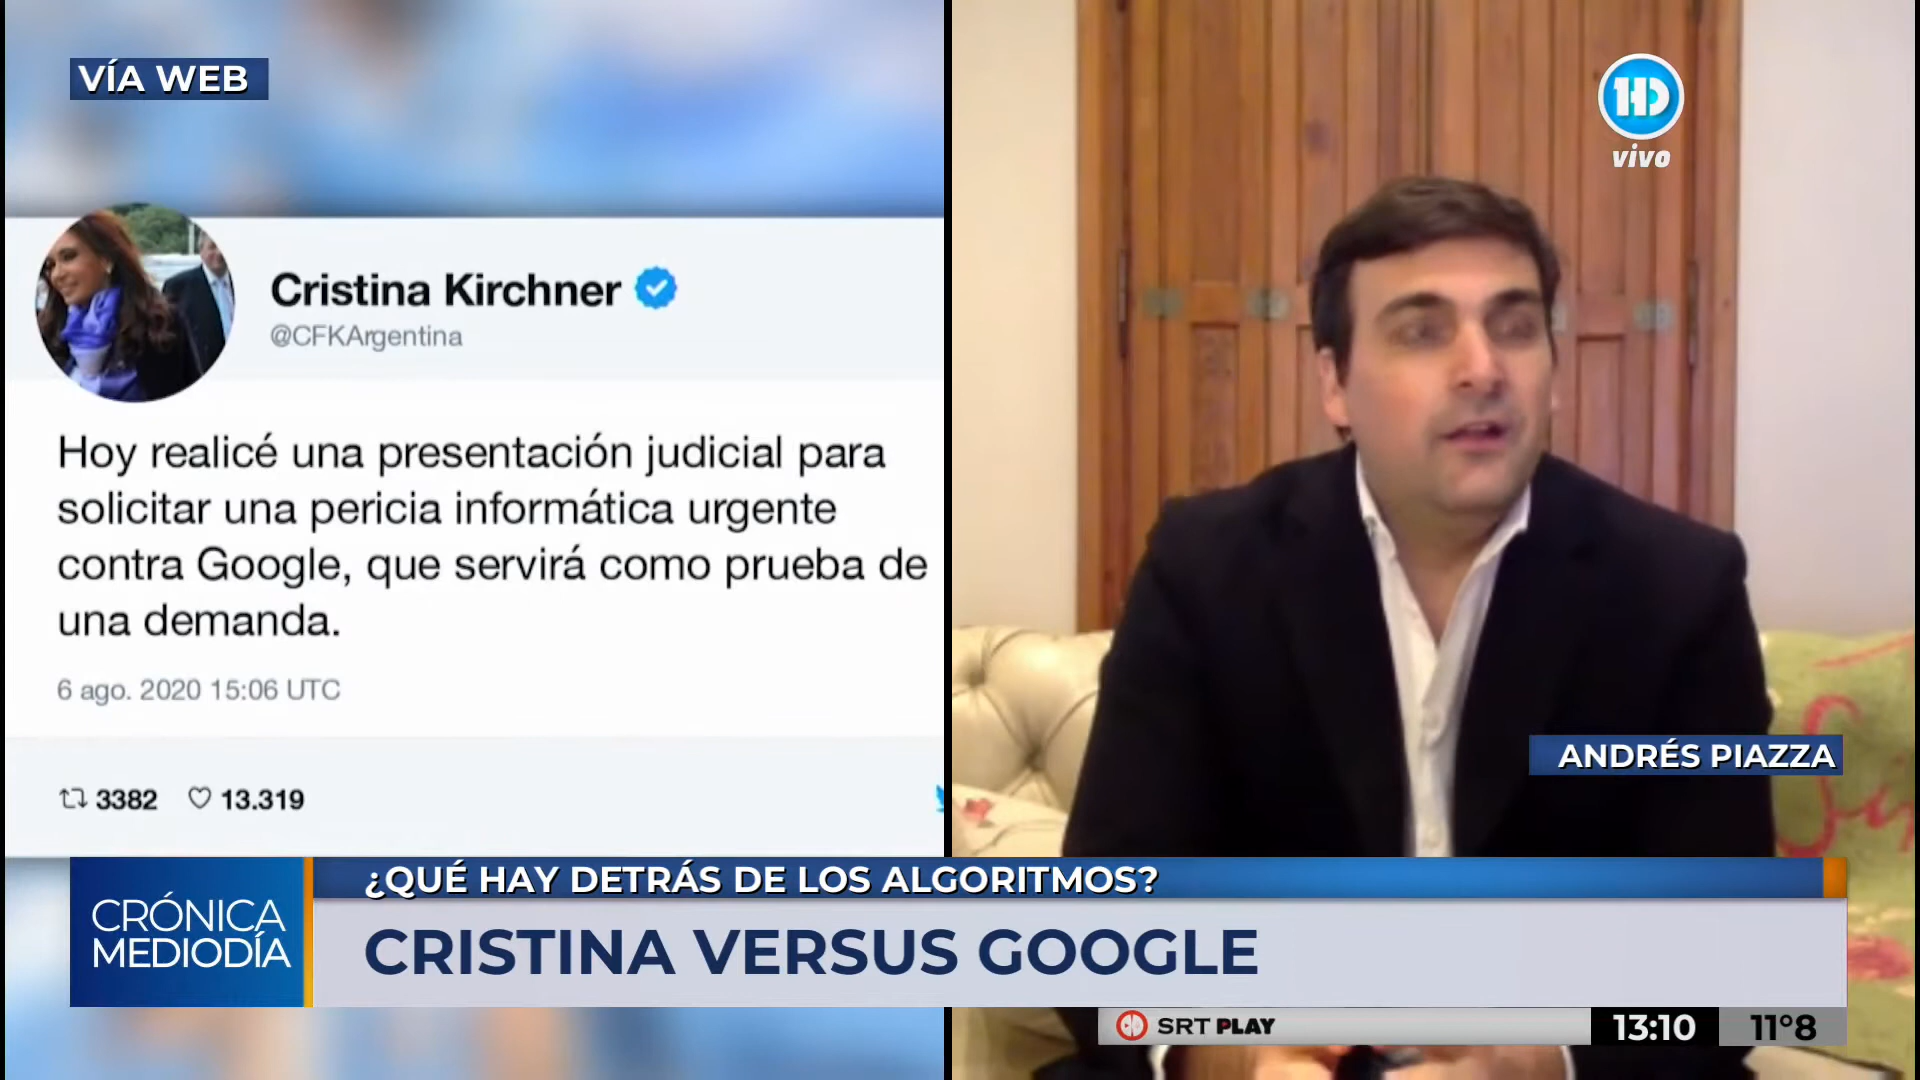 VÍA WEB
HD
vivo
Cristina Kirchner
@CFKArgentina
Hoy realicé una presentación judicial para
solicitar una pericia informática urgente
contra Google, que servirá como prueba de
una demanda.
6 ago. 2020 15:06 UTC
3382 13.319
ANDRÉS PIAZZA
¿QUÉ HAY DETRÁS DE LOS ALGORITMOS?
CRÓNICA
MEDIODÍA
CRISTINA VERSUS GOOGLE
SRT PLAY
13:10
11°8